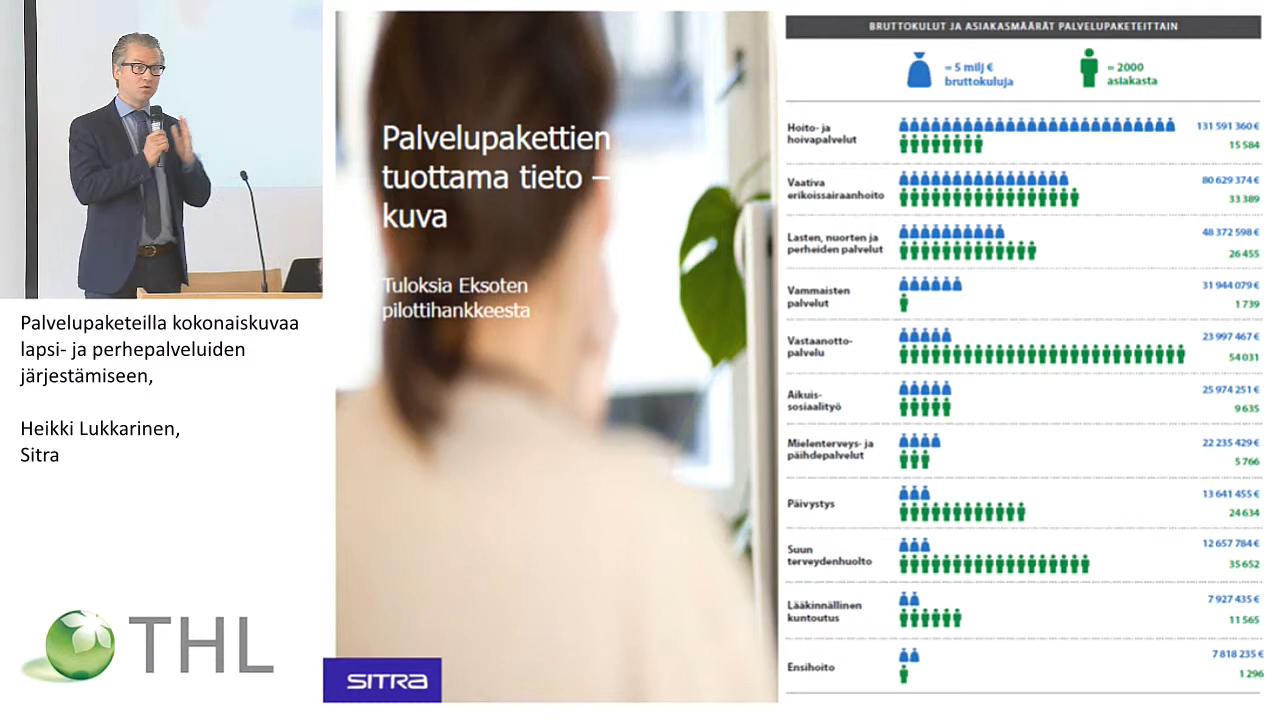 Palvelupaketeilla kokonaiskuvaa
lapsi- ja perhepalveluiden
järjestämiseen,
Heikki Lukkarinen,
Sitra
THL
Palvelupakettien
tuottama tieto –
kuva
Tuloksia Eksoten
pilottihankkeesta
SITRA
BRUTTOKULUT JA ASIAKASMÄÄRÄT PALVELUPAKETEITTAIN
= 5 milj €
bruttokuluja
= 2000
asiakasta
Hoito- ja
hoivapalvelut
131 591 360 €
15 584
Vaativa
erikoissairaanhoito
80 629 374 €
33 389
Lasten, nuorten ja
perheiden palvelut
48 372 598 €
26 455
Vammaisten
palvelut
31 944 079 €
1 739
Vastaanotto-
palvelu
23 997 467 €
54 031
Aikuis-
sosiaalityö
25 974 251 €
9 635
Mielenterveys- ja
päihdepalvelut
22 235 429 €
5 766
Päivystys
13 641 455 €
24 634
Suun
terveydenhuolto
12 657 784 €
35 652
Lääkinnällinen
kuntoutus
7 927 435 €
11 565
Ensihoito
7 818 235 €
1 296